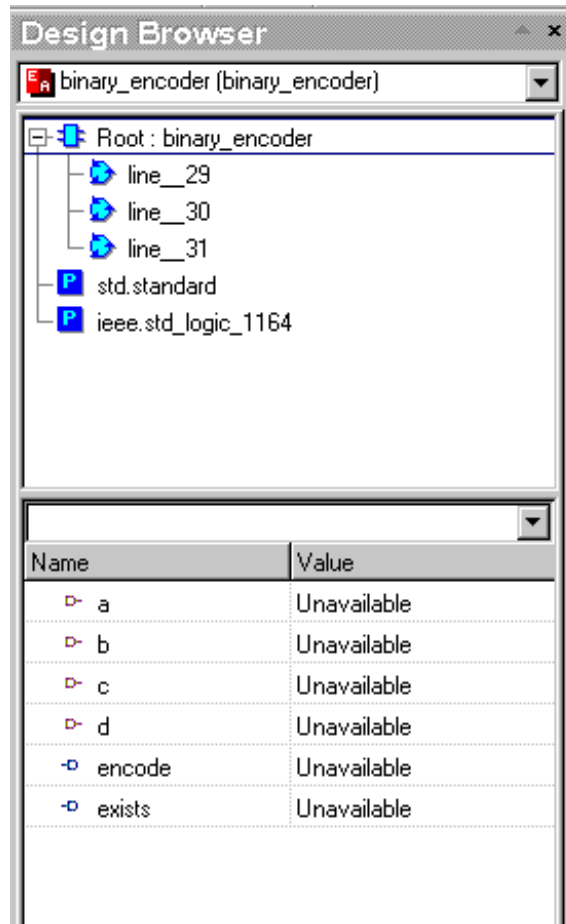 Design Browser
binary_encoder (binary_encoder)
Root : binary_encoder
line__29
line__30
line__31
P std.standard
P ieee.std_logic_1164
Name Value
a Unavailable
b Unavailable
c Unavailable
d Unavailable
encode Unavailable
exists Unavailable